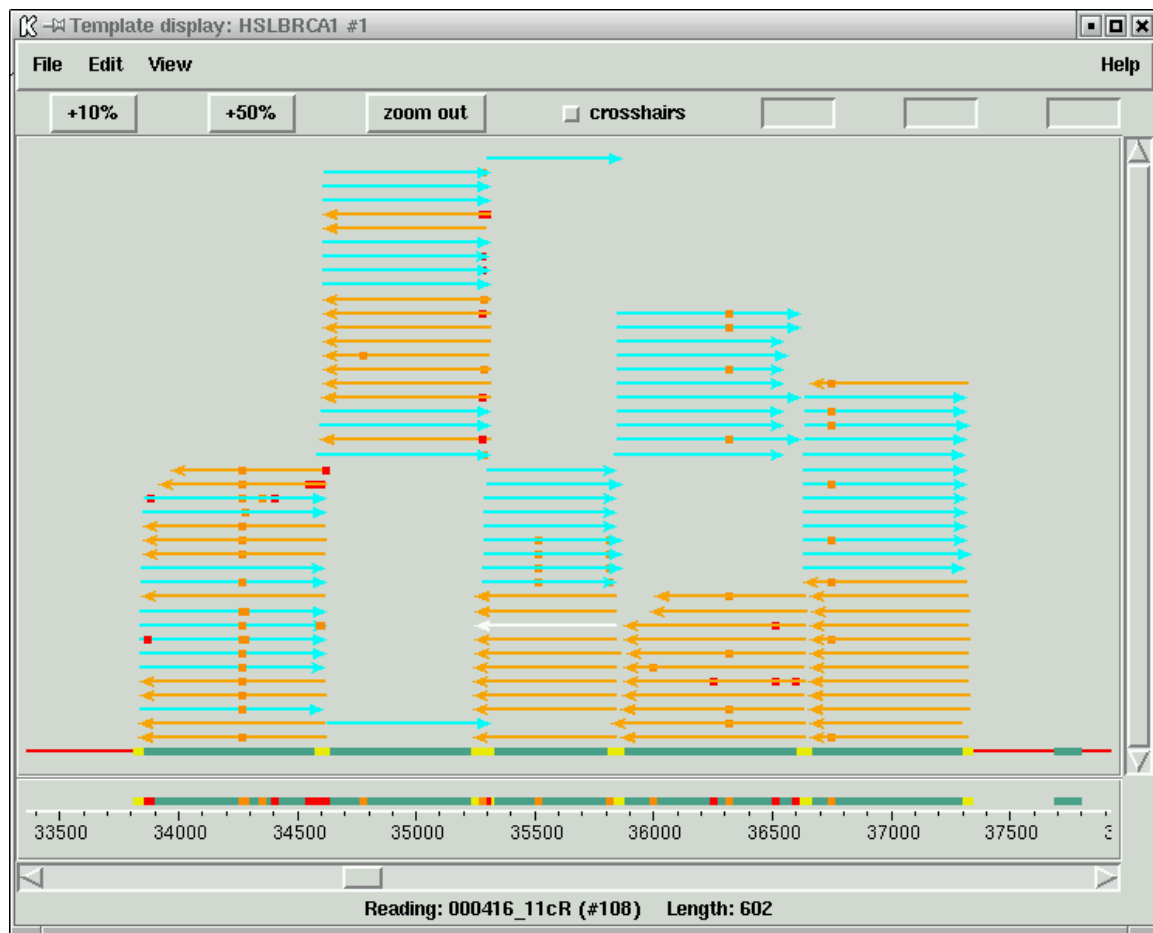 Template display: HSLBRCA1 #1
File Edit View Help
+10% +50% zoom out crosshairs
33500 34000 34500 35000 35500 36000 36500 37000 37500
Reading: 000416_11cR (#108) Length: 602